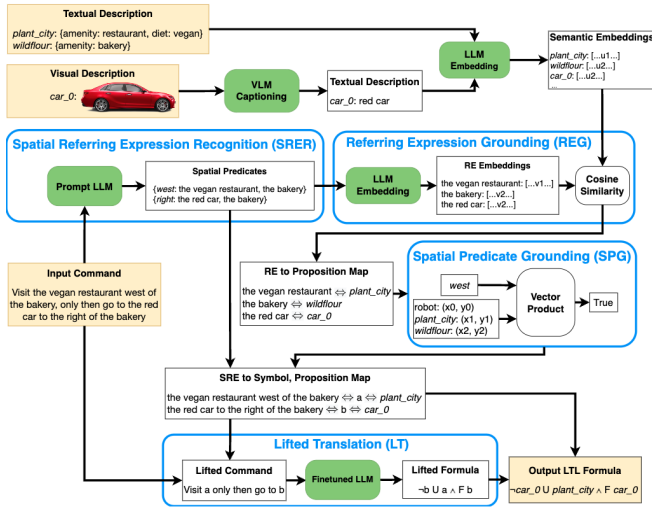 Textual Description
plant_city: {amenity: restaurant, diet: vegan}
wildflour: {amenity: bakery}
LLM
Embedding
Semantic Embeddings
plant_city: [...u1...]
wildflour: [...u2...]
car_0: [...u2...]
...
Visual Description
car_0:
VLM
Captioning
Textual Description
car_0: red car
Spatial Referring Expression Recognition (SRER)
Prompt LLM
Spatial Predicates
{west: the vegan restaurant, the bakery}
{right: the red car, the bakery}
Referring Expression Grounding (REG)
LLM
Embedding
RE Embeddings
the vegan restaurant: [...v1...]
the bakery: [...v2...]
the red car: [...v2...]
Cosine
Similarity
Input Command
Visit the vegan restaurant west of
the bakery, only then go to the red
car to the right of the bakery
RE to Proposition Map
the vegan restaurant ⇔ plant_city
the bakery ⇔ wildflour
the red car ⇔ car_0
Spatial Predicate Grounding (SPG)
west
robot: (x0, y0)
plant_city: (x1, y1)
wildflour: (x2, y2)
Vector
Product
True
SRE to Symbol, Proposition Map
the vegan restaurant west of the bakery ⇔ a ⇔ plant_city
the red car to the right of the bakery ⇔ b ⇔ car_0
Lifted Translation (LT)
Lifted Command
Visit a only then go to b
Finetuned LLM
Lifted Formula
¬b U a ∧ F b
Output LTL Formula
¬car_0 U plant_city ∧ F car_0